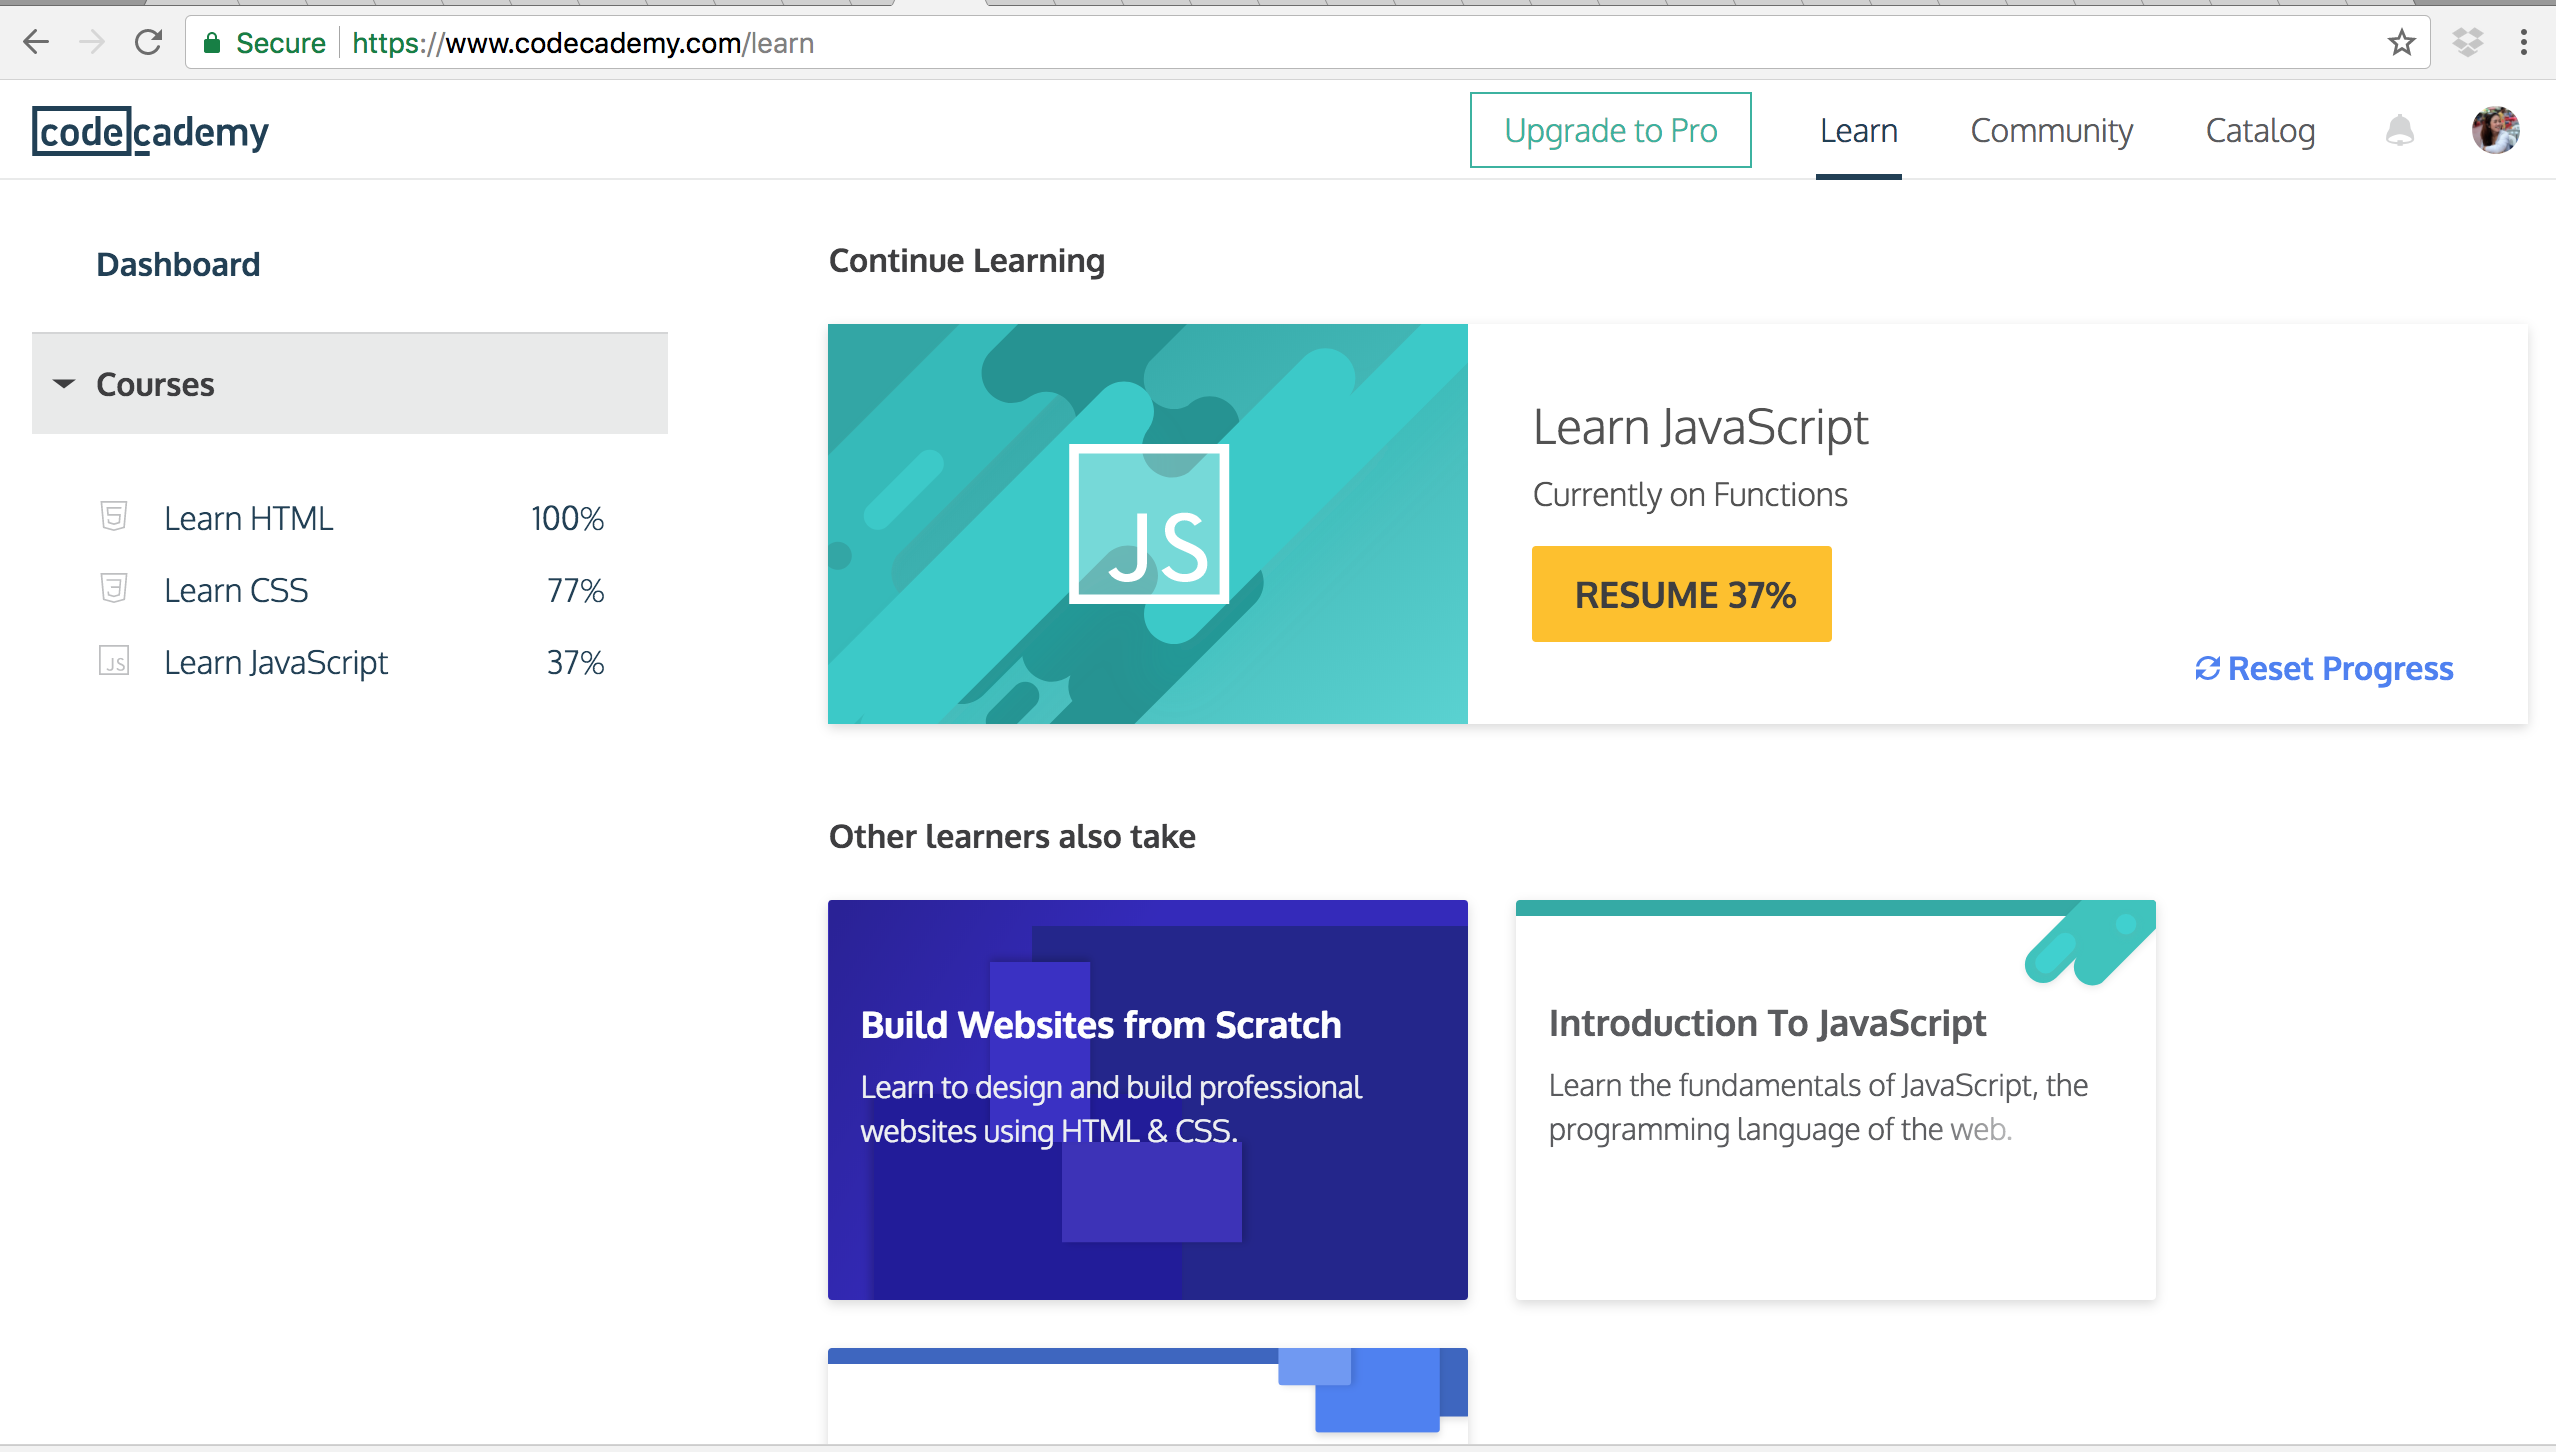 Secure https://www.codecademy.com/learn
codecademy
Upgrade to Pro
Learn
Community
Catalog
Dashboard
Courses
Learn HTML 100%
Learn CSS 77%
JS Learn JavaScript 37%
Continue Learning
JS
Learn JavaScript
Currently on Functions
RESUME 37%
Reset Progress
Other learners also take
Build Websites from Scratch
Learn to design and build professional
websites using HTML & CSS.
Introduction To JavaScript
Learn the fundamentals of JavaScript, the
programming language of the web.